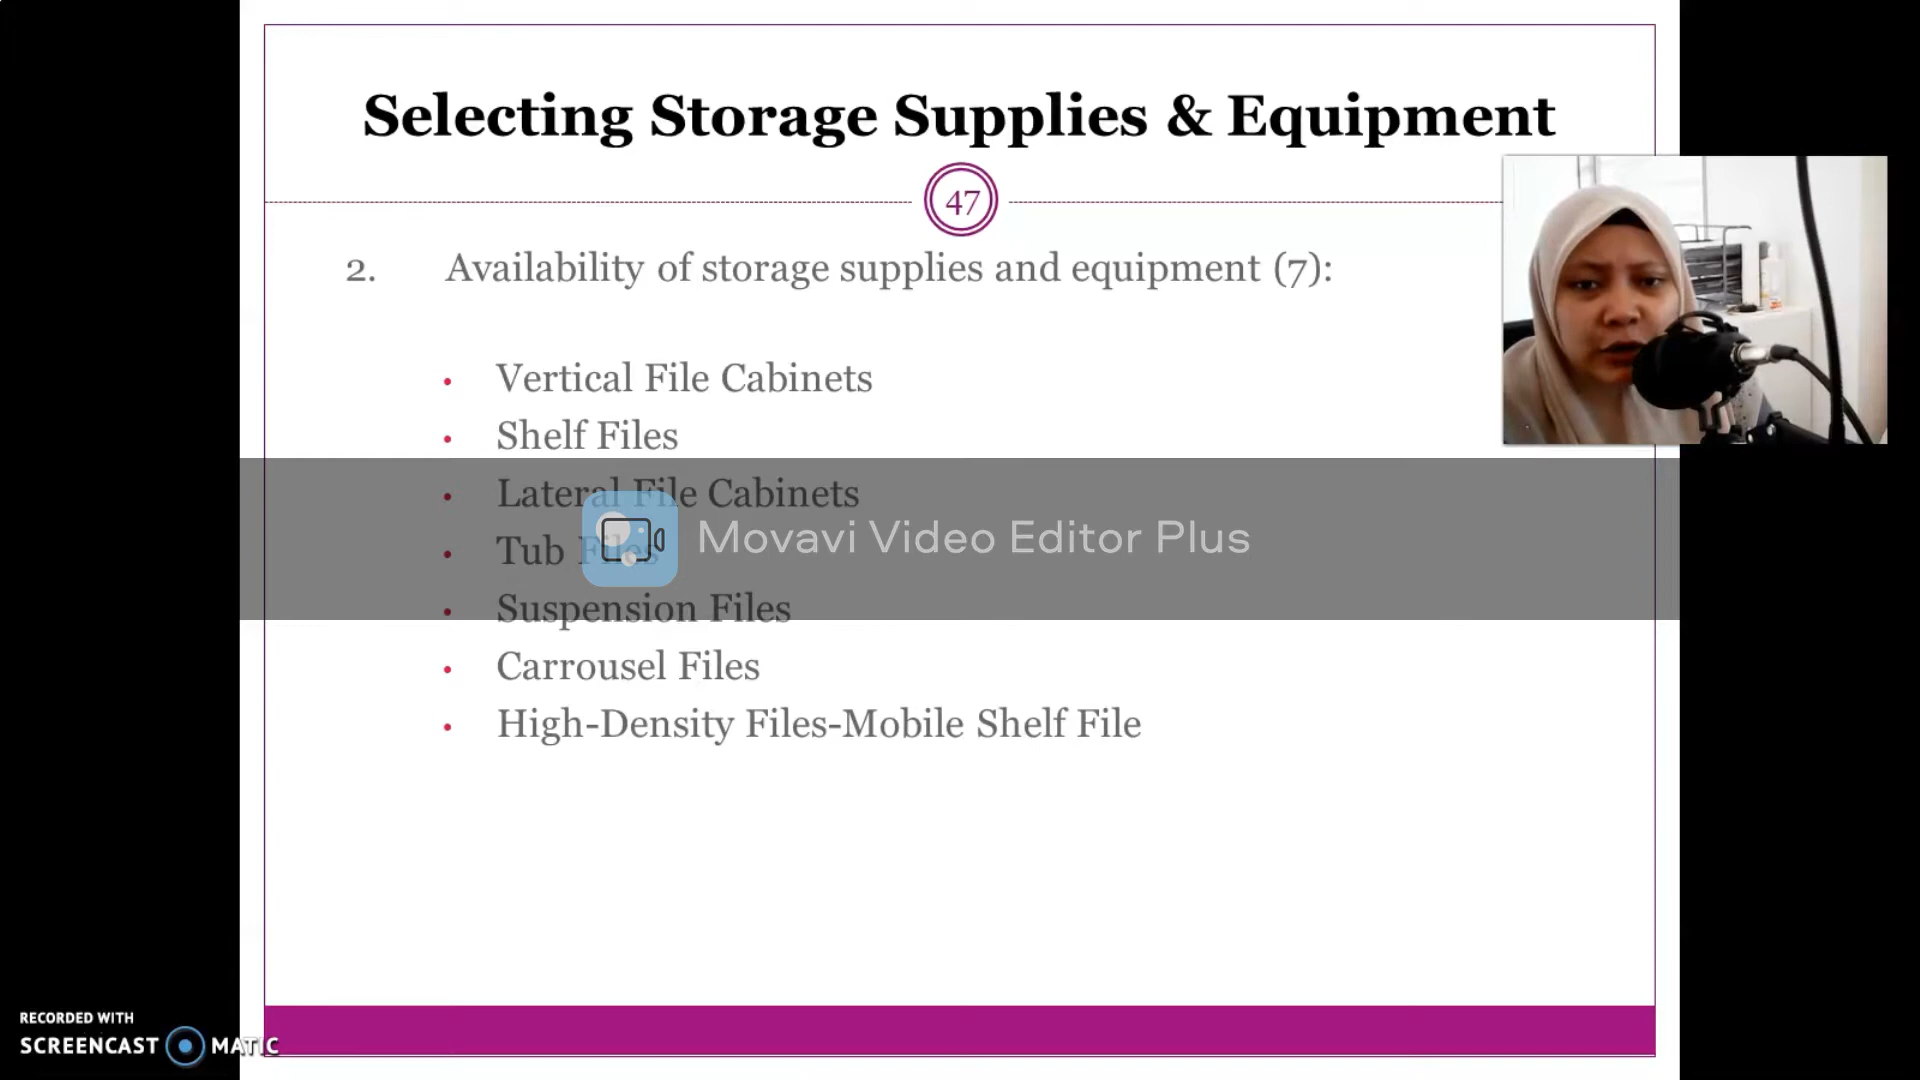 Selecting Storage Supplies & Equipment
47
2. Availability of storage supplies and equipment (7):
• Vertical File Cabinets
• Shelf Files
• Lateral File Cabinets
• Tub Files
Movavi Video Editor Plus
• Suspension Files
• Carrousel Files
• High-Density Files-Mobile Shelf File
RECORDED WITH
SCREENCAST MATIC